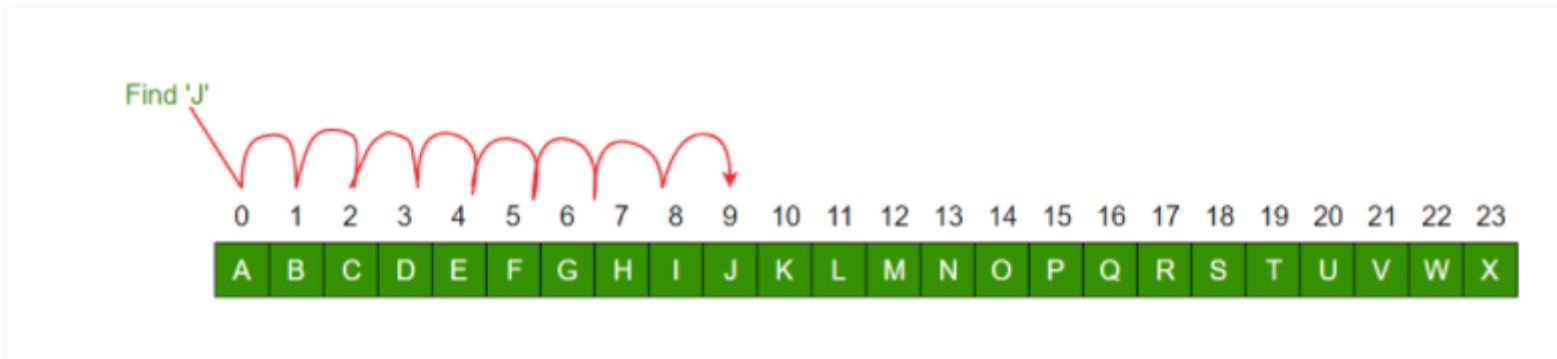 Find 'J'
0 1 2 3 4 5 6 7 8 9 10 11 12 13 14 15 16 17 18 19 20 21 22 23
A B C D E F G H I J K L M N O P Q R S T U V W X